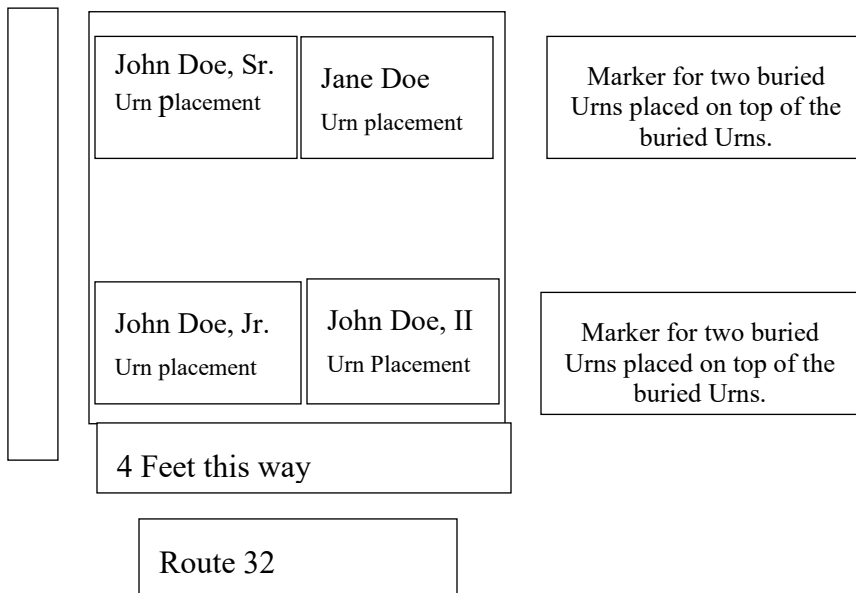 John Doe, Sr.
Urn placement
Jane Doe
Urn placement
Marker for two buried
Urns placed on top of the
buried Urns.
John Doe, Jr.
Urn placement
John Doe, II
Urn Placement
Marker for two buried
Urns placed on top of the
buried Urns.
4 Feet this way
Route 32